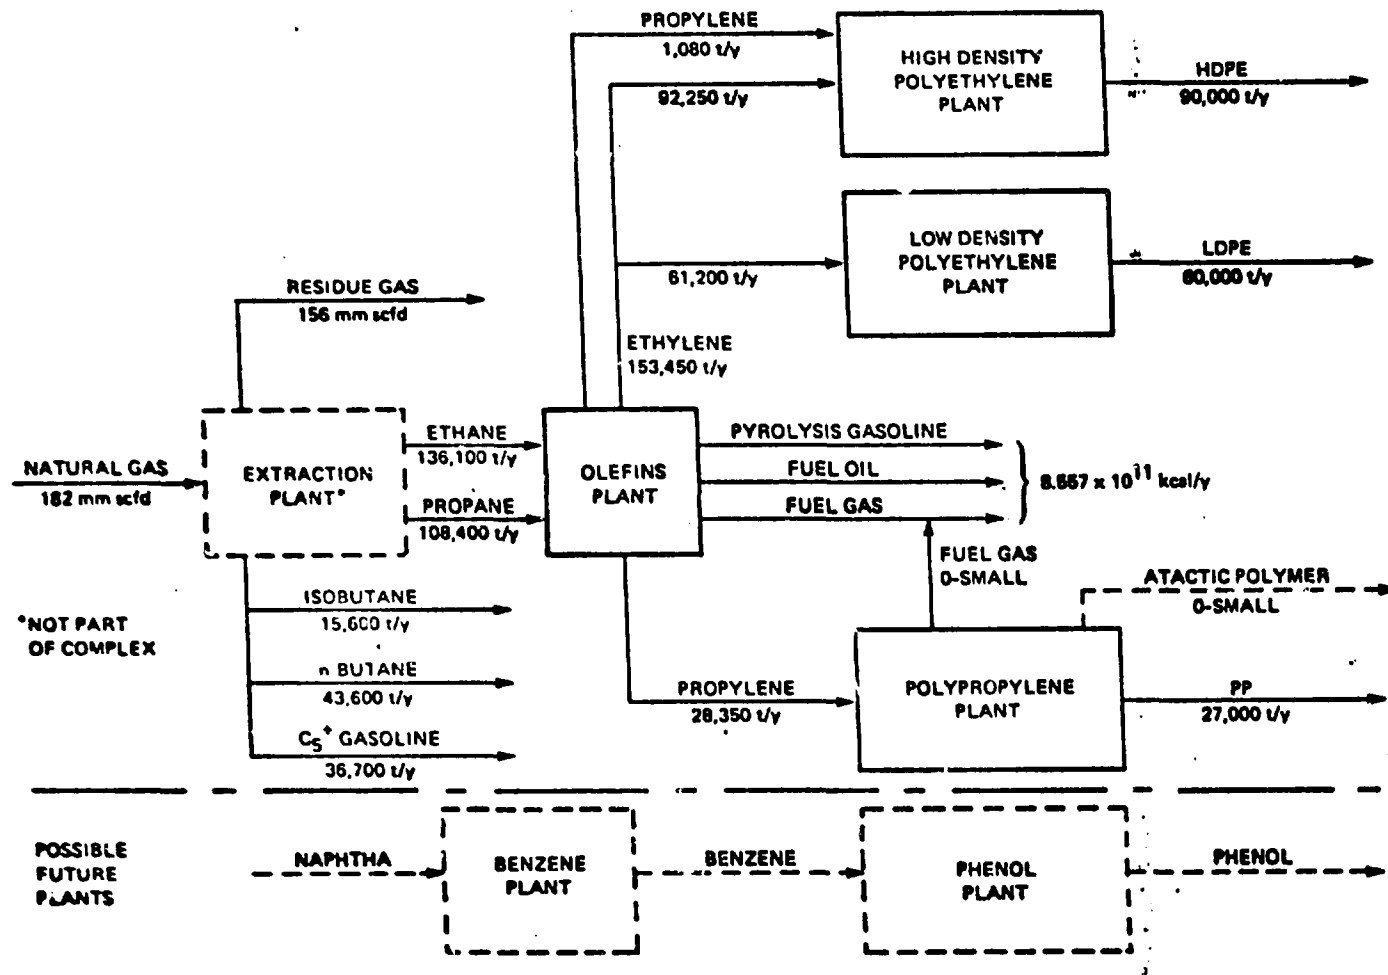 PROPYLENE
1,080 t/y
HIGH DENSITY
POLYETHYLENE
PLANT
HDPE
90,000 t/y
92,250 t/y
LOW DENSITY
POLYETHYLENE
PLANT
LDPE
60,000 t/y
61,200 t/y
RESIDUE GAS
156 mm scfd
ETHYLENE
153,450 t/y
NATURAL GAS
182 mm scfd
EXTRACTION
PLANT*
ETHANE
136,100 t/y
PROPANE
108,400 t/y
OLEFINS
PLANT
PYROLYSIS GASOLINE
FUEL OIL
FUEL GAS
8.557 x 10¹¹ kcal/y
FUEL GAS
0-SMALL
ATACTIC POLYMER
0-SMALL
*NOT PART
OF COMPLEX
ISOBUTANE
15,600 t/y
n BUTANE
43,600 t/y
C₅⁺ GASOLINE
36,700 t/y
PROPYLENE
28,350 t/y
POLYPROPYLENE
PLANT
PP
27,000 t/y
POSSIBLE
FUTURE
PLANTS
NAPHTHA
BENZENE
PLANT
BENZENE
PHENOL
PLANT
PHENOL